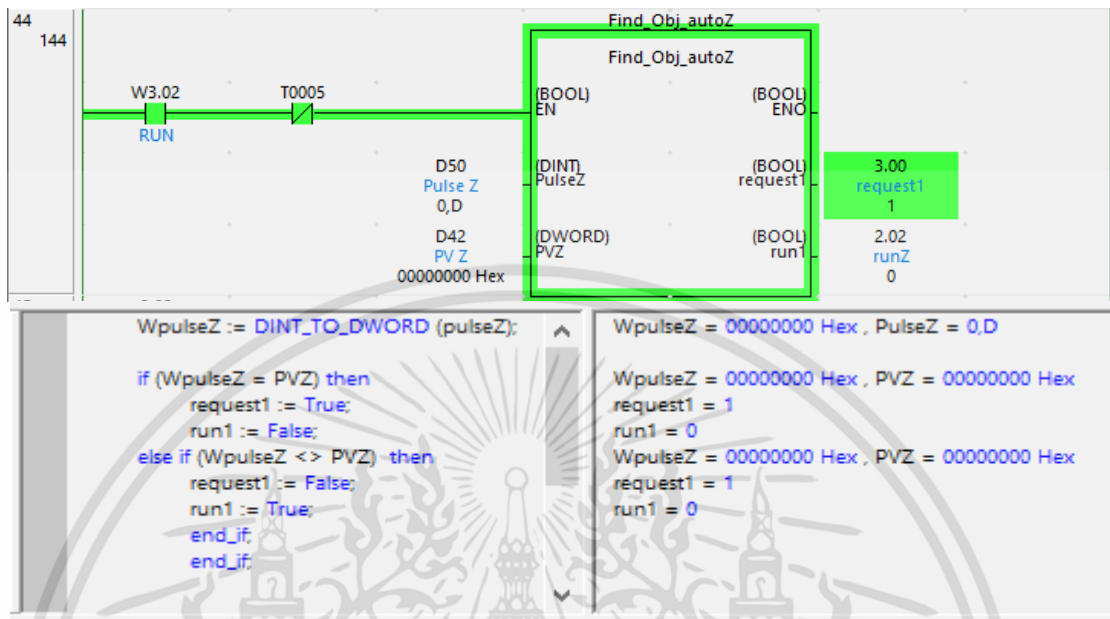 44
144
Find_Obj_autoZ
Find_Obj_autoZ
W3.02
T0005
(BOOL)
EN
(BOOL)
ENO
RUN
D50
(DINT)
(BOOL)
3.00
Pulse Z
PulseZ
request1
request1
0,D
1
D42
(DWORD)
(BOOL)
2.02
PV Z
PVZ
run1
runZ
00000000 Hex
0
WpulseZ := DINT_TO_DWORD (pulseZ);
if (WpulseZ = PVZ) then
request1 := True;
run1 := False;
else if (WpulseZ <> PVZ) then
request1 := False;
run1 := True;
end_if;
end_if;
WpulseZ = 00000000 Hex , PulseZ = 0,D
WpulseZ = 00000000 Hex , PVZ = 00000000 Hex
request1 = 1
run1 = 0
WpulseZ = 00000000 Hex , PVZ = 00000000 Hex
request1 = 1
run1 = 0